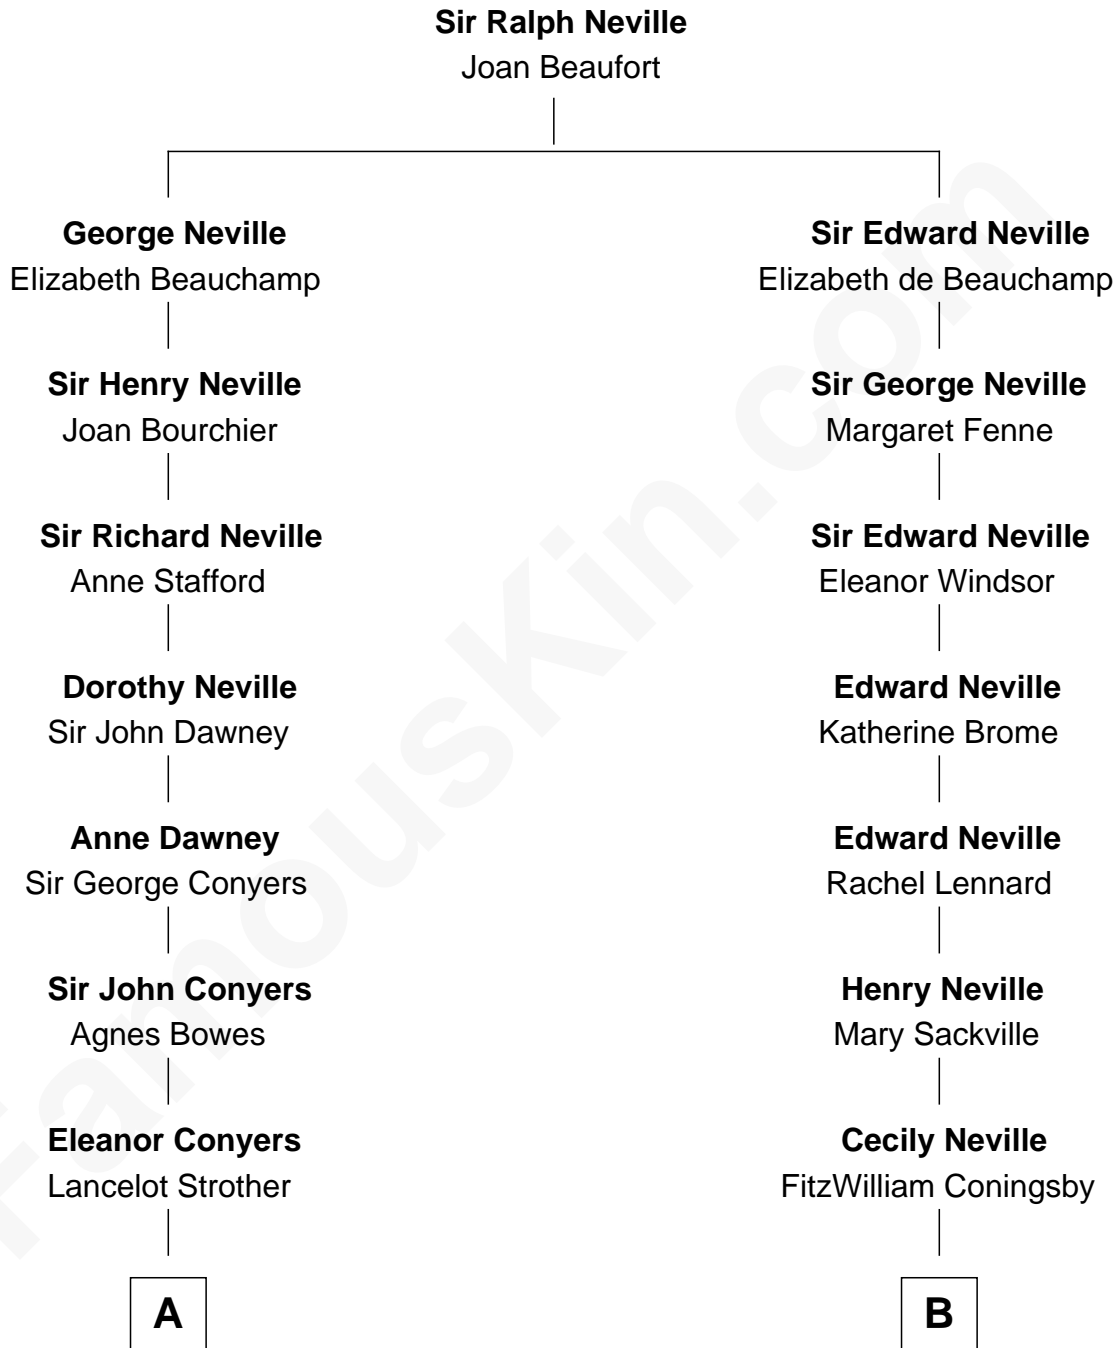 Sir Ralph Neville
Joan Beaufort
George Neville
Elizabeth Beauchamp
Sir Henry Neville
Joan Bourchier
Sir Richard Neville
Anne Stafford
Dorothy Neville
Sir John Dawney
Anne Dawney
Sir George Conyers
Sir John Conyers
Agnes Bowes
Eleanor Conyers
Lancelot Strother
A
Sir Edward Neville
Elizabeth de Beauchamp
Sir George Neville
Margaret Fenne
Sir Edward Neville
Eleanor Windsor
Edward Neville
Katherine Brome
Edward Neville
Rachel Lennard
Henry Neville
Mary Sackville
Cecily Neville
FitzWilliam Coningsby
B
FamousKin.com